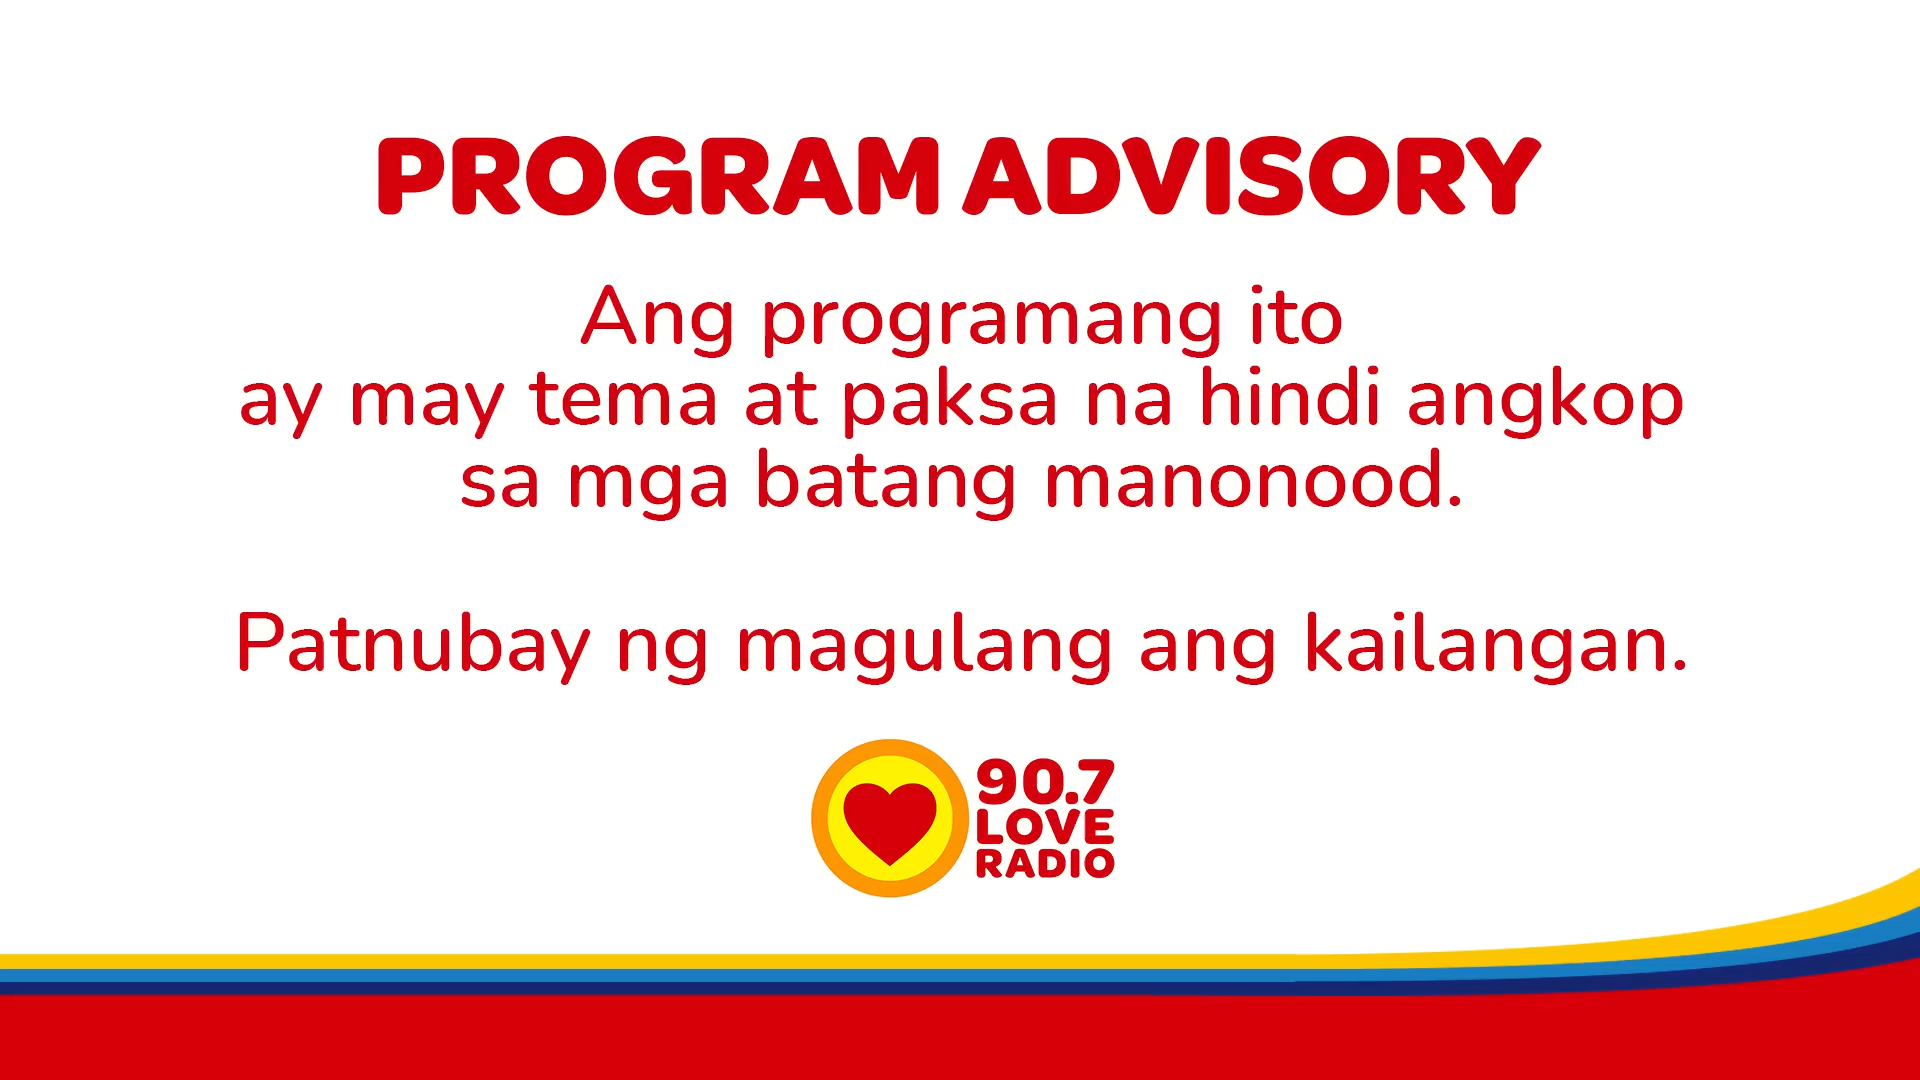 PROGRAM ADVISORY
Ang programang ito
ay may tema at paksa na hindi angkop
sa mga batang manonood.
Patnubay ng magulang ang kailangan.
90.7
LOVE
RADIO